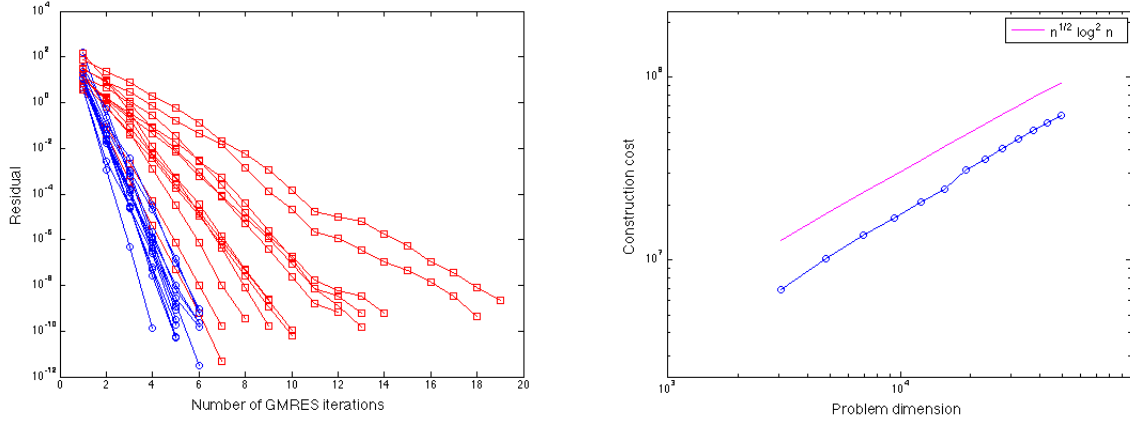 10^2
10^0
10^-2
10^-4
10^-6
10^-8
10^-10
10^-12
Residual
0 2 4 6 8 10 12 14 16 18 20
Number of GMRES iterations
n^1/2 log^2 n
10^8
10^7
Construction cost
10^3 10^4
Problem dimension